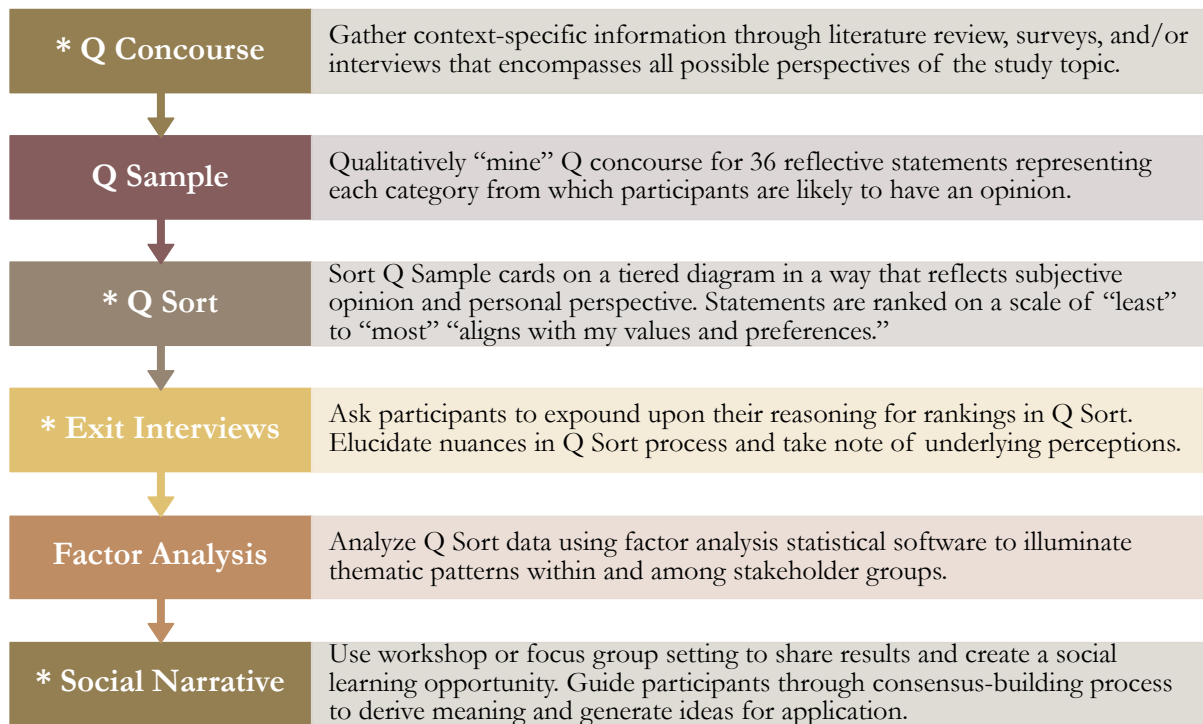 * Q Concourse
Gather context-specific information through literature review, surveys, and/or
interviews that encompasses all possible perspectives of the study topic.
Q Sample
Qualitatively “mine” Q concourse for 36 reflective statements representing
each category from which participants are likely to have an opinion.
* Q Sort
Sort Q Sample cards on a tiered diagram in a way that reflects subjective
opinion and personal perspective. Statements are ranked on a scale of “least”
to “most” “aligns with my values and preferences.”
* Exit Interviews
Ask participants to expound upon their reasoning for rankings in Q Sort.
Elucidate nuances in Q Sort process and take note of underlying perceptions.
Factor Analysis
Analyze Q Sort data using factor analysis statistical software to illuminate
thematic patterns within and among stakeholder groups.
* Social Narrative
Use workshop or focus group setting to share results and create a social
learning opportunity. Guide participants through consensus-building process
to derive meaning and generate ideas for application.